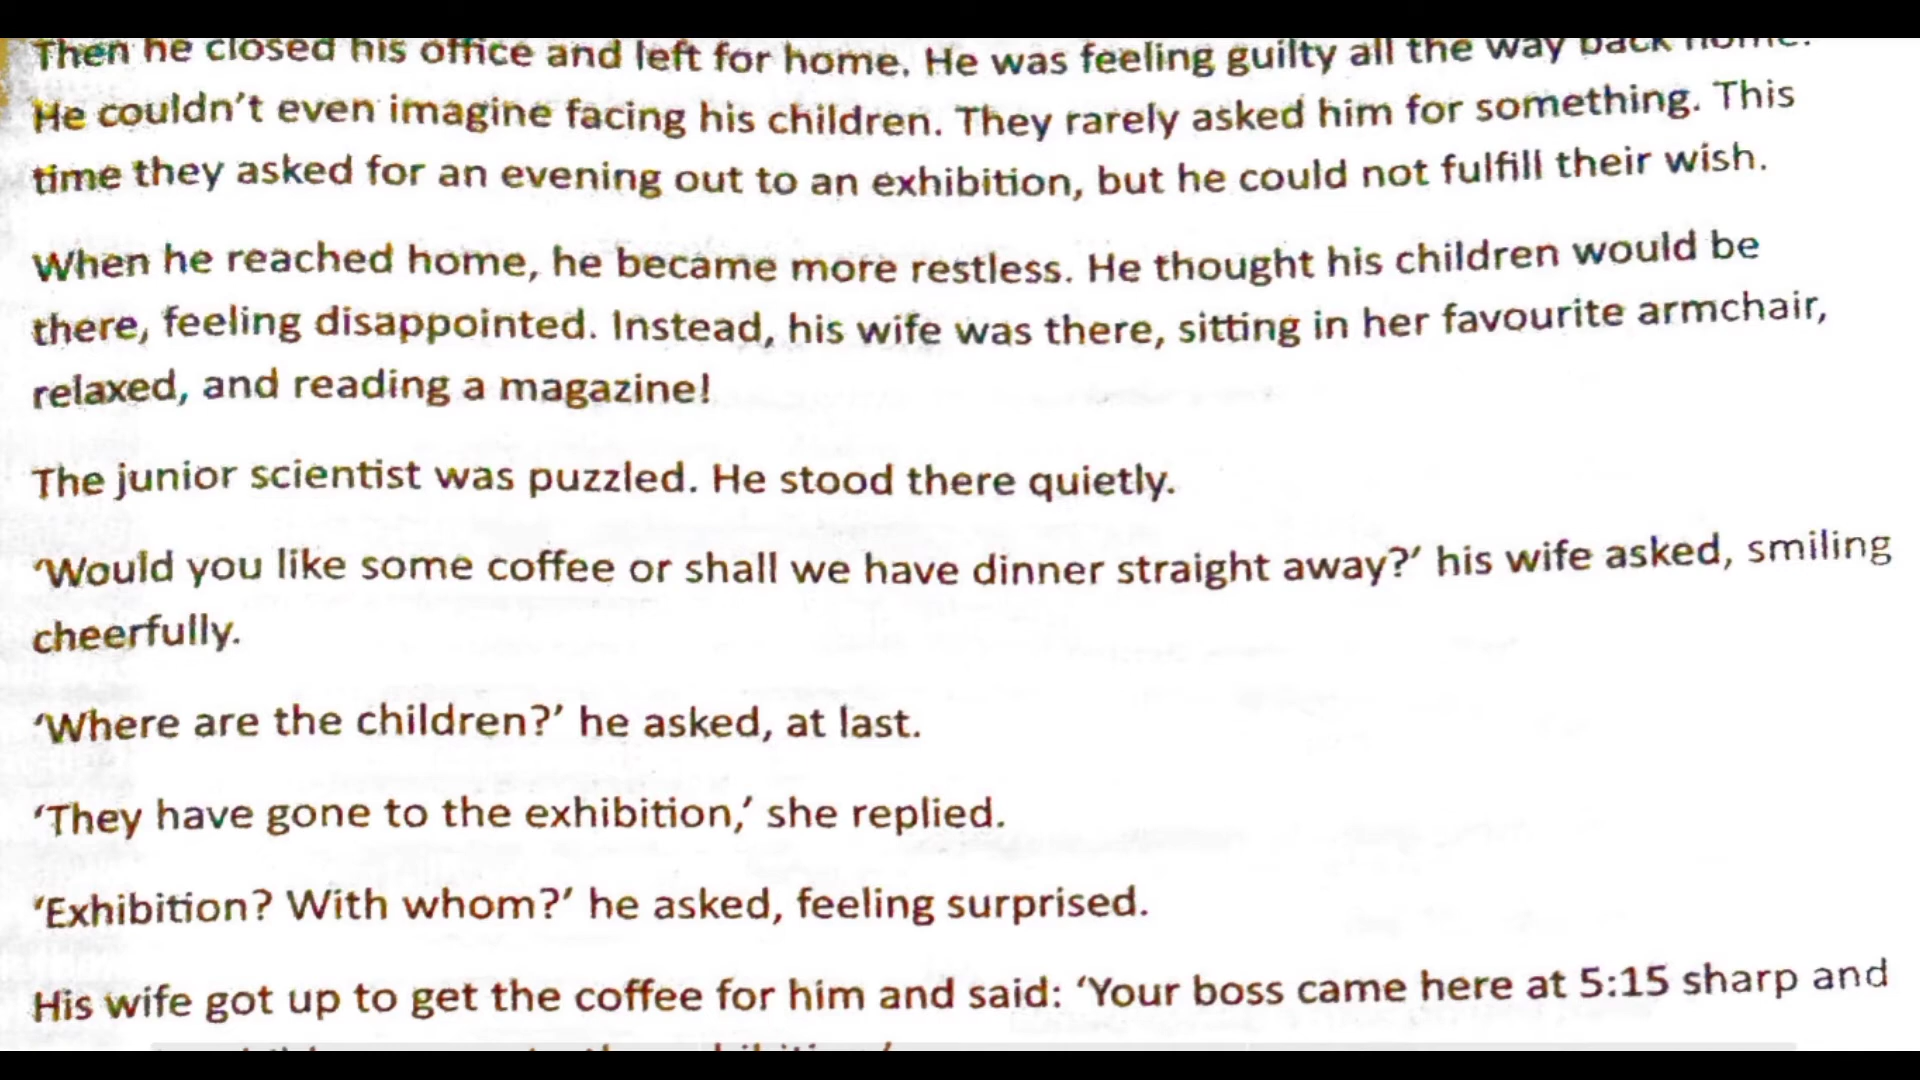 Then he closed his office and left for home. He was feeling guilty all the way back home.
He couldn't even imagine facing his children. They rarely asked him for something. This
time they asked for an evening out to an exhibition, but he could not fulfill their wish.
When he reached home, he became more restless. He thought his children would be
there, feeling disappointed. Instead, his wife was there, sitting in her favourite armchair,
relaxed, and reading a magazine!
The junior scientist was puzzled. He stood there quietly.
‘Would you like some coffee or shall we have dinner straight away?’ his wife asked, smiling
cheerfully.
‘Where are the children?’ he asked, at last.
‘They have gone to the exhibition,’ she replied.
‘Exhibition? With whom?’ he asked, feeling surprised.
His wife got up to get the coffee for him and said: ‘Your boss came here at 5:15 sharp and